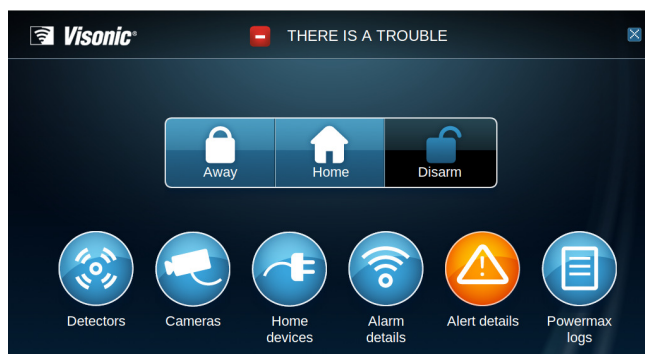 Visonic®
THERE IS A TROUBLE
Away
Home
Disarm
Detectors
Cameras
Home
devices
Alarm
details
Alert details
Powermax
logs